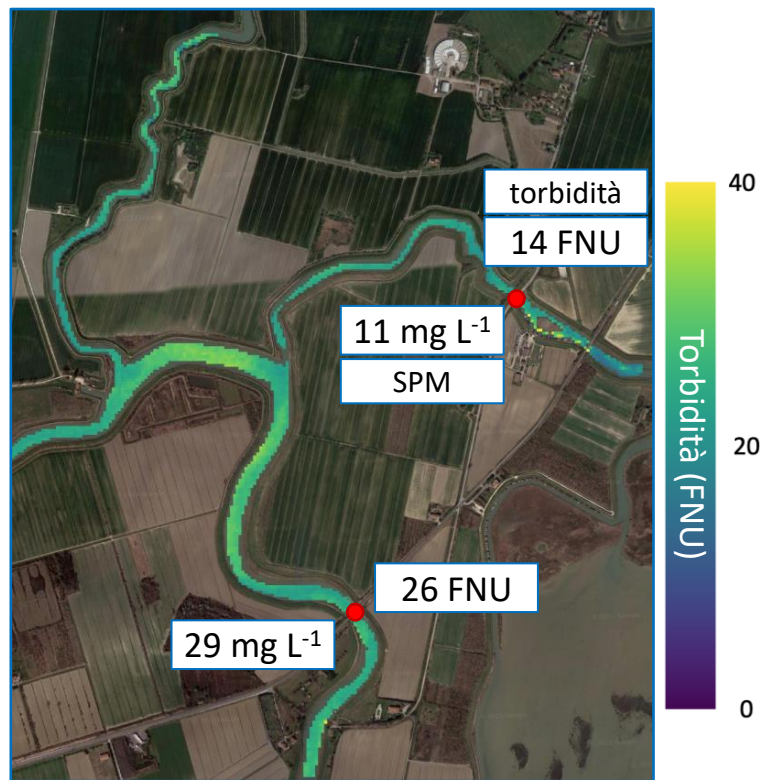 torbidità
14 FNU
11 mg L⁻¹
SPM
26 FNU
29 mg L⁻¹
40
20
0
Torbidità (FNU)